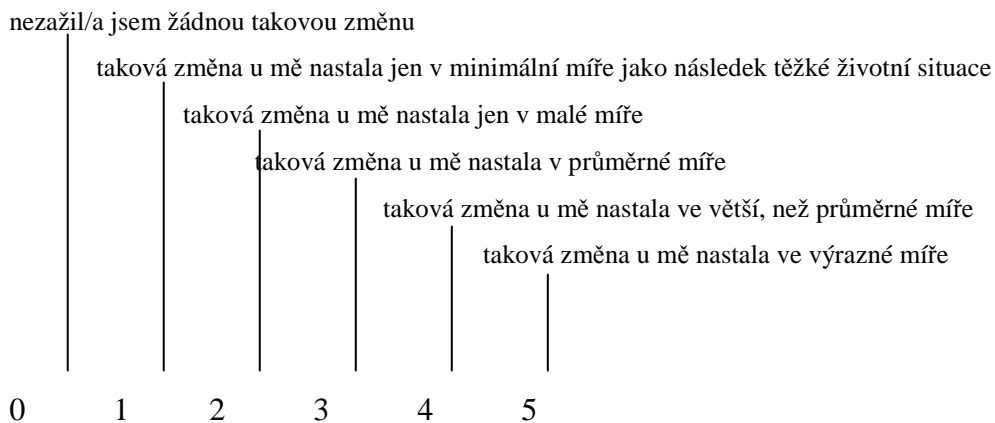 nezažil/a jsem žádnou takovou změnu
taková změna u mě nastala jen v minimální míře jako následek těžké životní situace
taková změna u mě nastala jen v malé míře
taková změna u mě nastala v průměrné míře
taková změna u mě nastala ve větší, než průměrné míře
taková změna u mě nastala ve výrazné míře
0 1 2 3 4 5